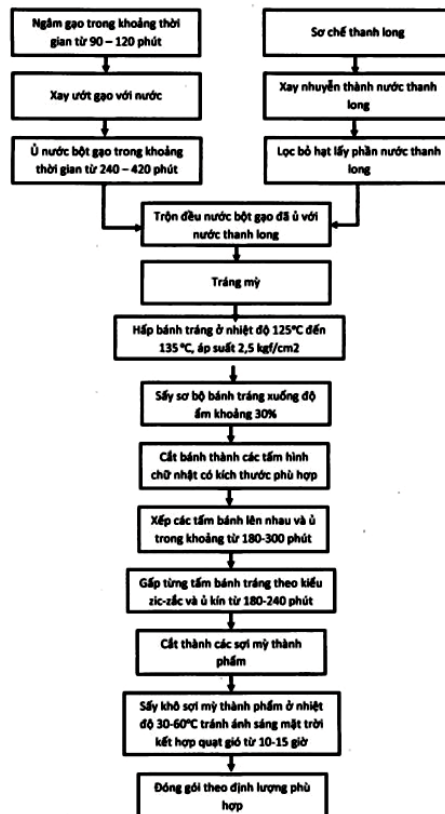 Ngâm gạo trong khoảng thời
gian từ 90 – 120 phút
Xay ướt gạo với nước
Ủ nước bột gạo trong khoảng
thời gian từ 240 – 420 phút
Sơ chế thanh long
Xay nhuyễn thành nước thanh
long
Lọc bỏ hạt lấy phần nước thanh
long
Trộn đều nước bột gạo đã ủ với
nước thanh long
Tráng mỳ
Hấp bánh tráng ở nhiệt độ 125°C đến
135°C, áp suất 2,5 kgf/cm2
Sấy sơ bộ bánh tráng xuống độ
ẩm khoảng 30%
Cắt bánh thành các tấm hình
chữ nhật có kích thước phù hợp
Xếp các tấm bánh lên nhau và ủ
trong khoảng từ 180-300 phút
Gấp từng tấm bánh tráng theo kiểu
zic-zắc và ủ kín từ 180-240 phút
Cắt thành các sợi mỳ thành
phẩm
Sấy khô sợi mỳ thành phẩm ở nhiệt
độ 30-60°C tránh ánh sáng mặt trời
kết hợp quạt gió từ 10-15 giờ
Đóng gói theo định lượng phù
hợp